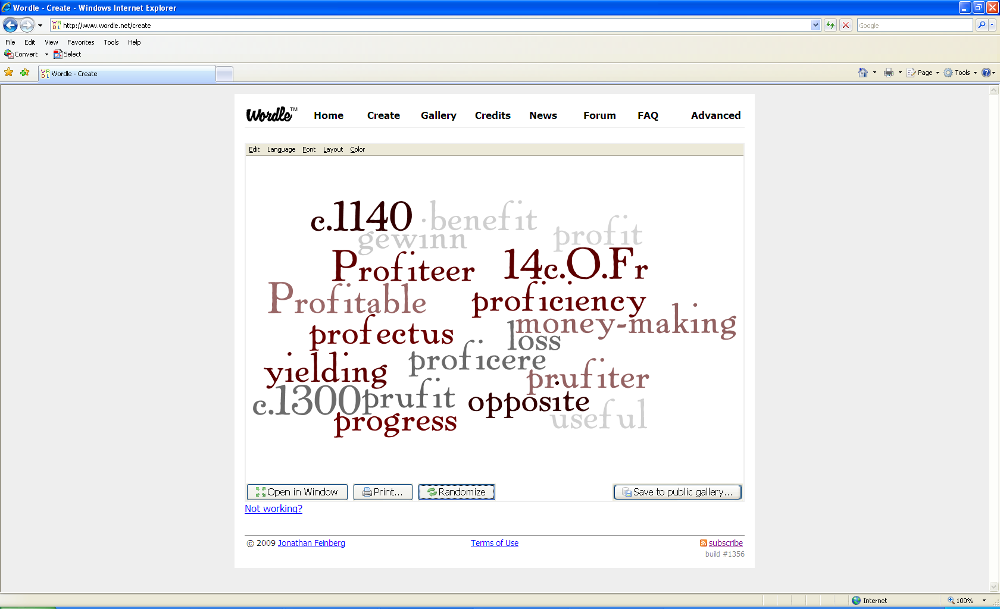 Wordle - Create - Windows Internet Explorer
http://www.wordle.net/create
Google
File Edit View Favorites Tools Help
Convert Select
Wordle - Create
Page Tools
Wordle™ Home Create Gallery Credits News Forum FAQ Advanced
Edit Language Font Layout Color
c.1140 ·benefit
gewinn profit
Profiteer 14c.O.Fr
Profitable proficiency
money-making
profectus loss
proficere
yielding prufiter
c.1300 prufit opposite
useful
progress
Open in Window Print... Randomize Save to public gallery...
Not working?
© 2009 Jonathan Feinberg Terms of Use subscribe
build #1356
Internet 100%